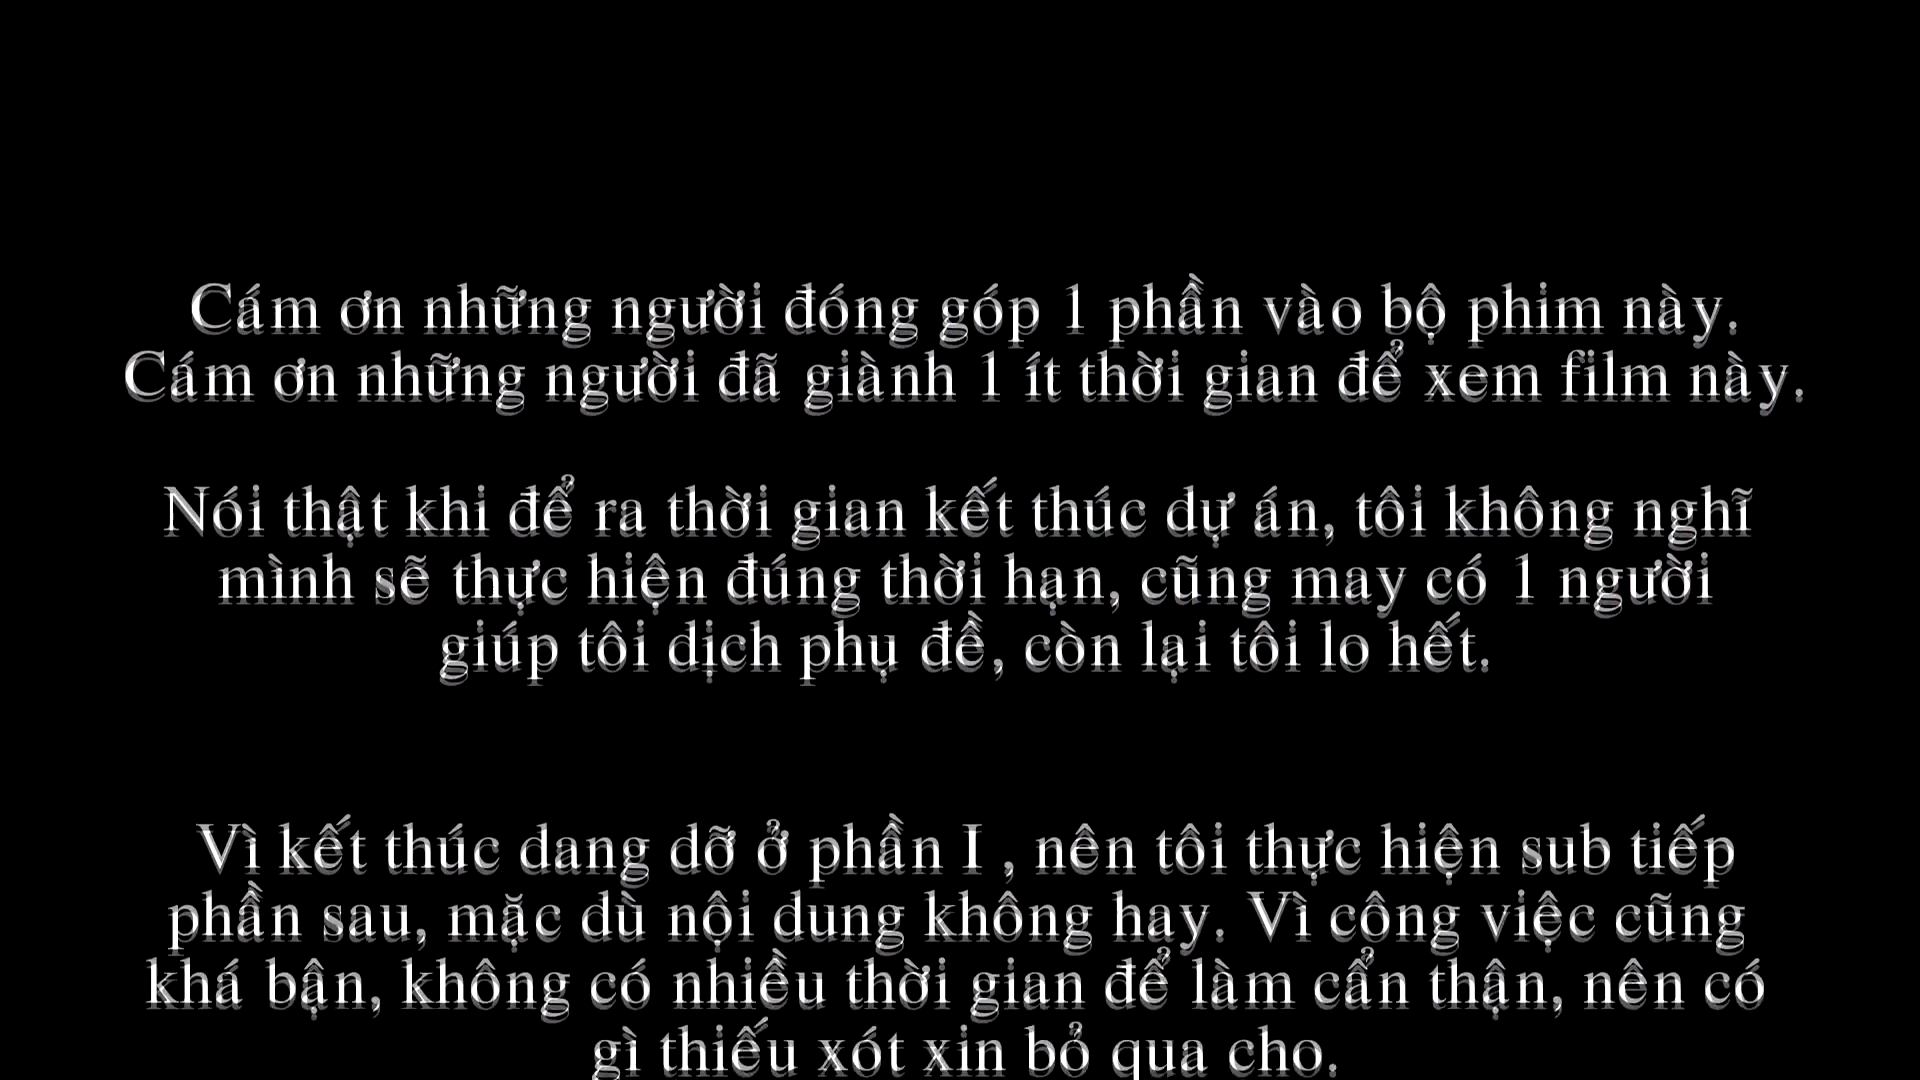 Cám ơn những người đóng góp 1 phần vào bộ phim này.
Cám ơn những người đã giành 1 ít thời gian để xem film này.
Nói thật khi để ra thời gian kết thúc dự án, tôi không nghĩ
mình sẽ thực hiện đúng thời hạn, cũng may có 1 người
giúp tôi dịch phụ đề, còn lại tôi lo hết.
Vì kết thúc dang dỡ ở phần I , nên tôi thực hiện sub tiếp
phần sau, mặc dù nội dung không hay. Vì công việc cũng
khá bận, không có nhiều thời gian để làm cẩn thận, nên có
gì thiếu xót xin bỏ qua cho.